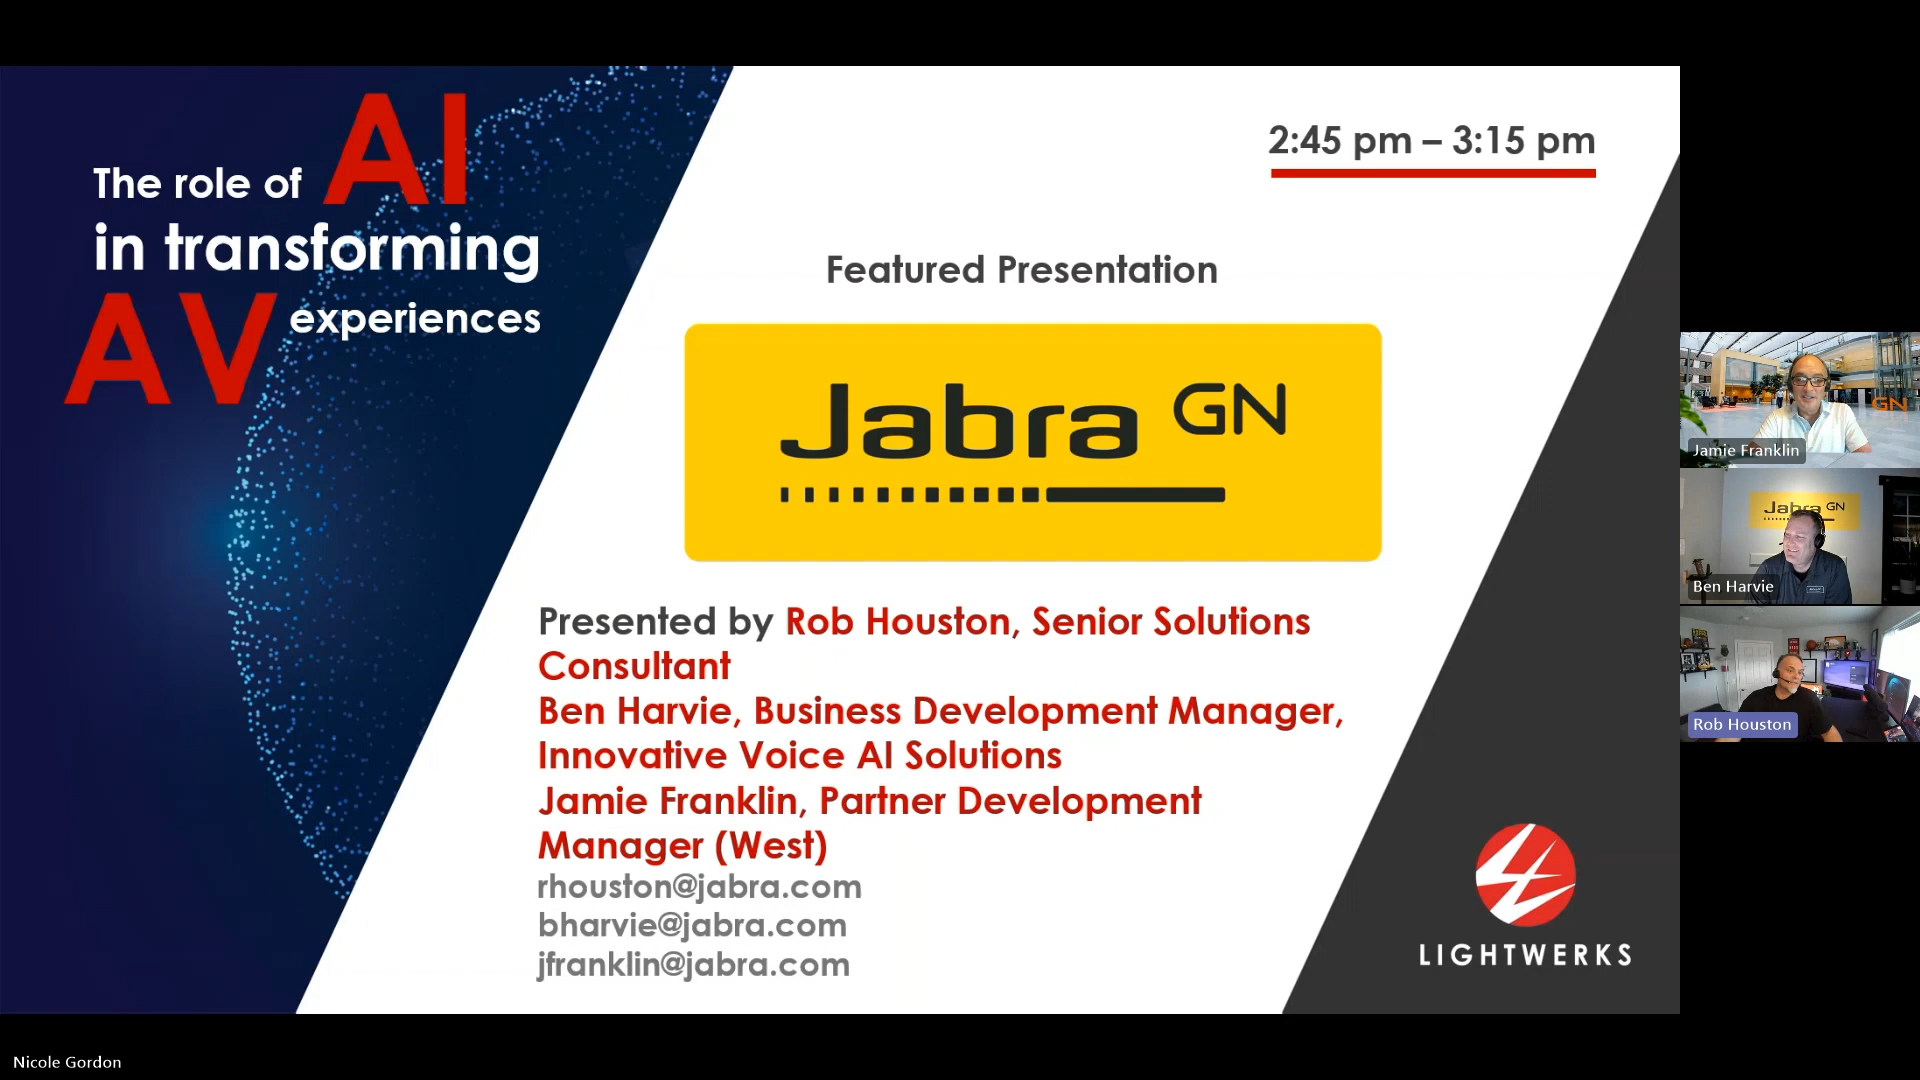 The role of AI
in transforming
AV experiences
2:45 pm – 3:15 pm
Featured Presentation
Jabra GN
Presented by Rob Houston, Senior Solutions
Consultant
Ben Harvie, Business Development Manager,
Innovative Voice AI Solutions
Jamie Franklin, Partner Development
Manager (West)
rhouston@jabra.com
bharvie@jabra.com
jfranklin@jabra.com
LIGHTWERKS
GN
Jamie Franklin
Jabra GN
Ben Harvie
Rob Houston
Nicole Gordon